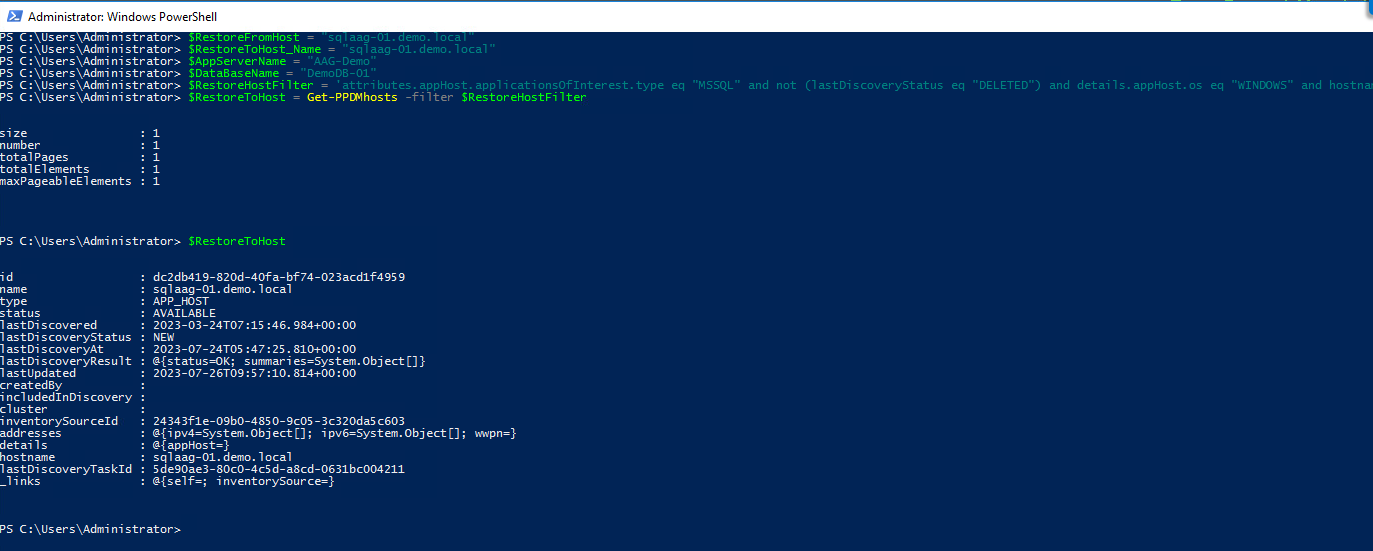 Administrator: Windows PowerShell
PS C:\Users\Administrator> $RestoreFromHost = "sqlaag-01.demo.local"
PS C:\Users\Administrator> $RestoreToHost_Name = "sqlaag-01.demo.local"
PS C:\Users\Administrator> $AppServerName = "AAG-Demo"
PS C:\Users\Administrator> $DataBaseName = "DemoDB-01"
PS C:\Users\Administrator> $RestoreHostFilter = 'attributes.appHost.applicationsOfInterest.type eq "MSSQL" and not (lastDiscoveryStatus eq "DELETED") and details.appHost.os eq "WINDOWS" and hostnam
PS C:\Users\Administrator> $RestoreToHost = Get-PPDMhosts -filter $RestoreHostFilter
size : 1
number : 1
totalPages : 1
totalElements : 1
maxPageableElements : 1
PS C:\Users\Administrator> $RestoreToHost
id : dc2db419-820d-40fa-bf74-023acd1f4959
name : sqlaag-01.demo.local
type : APP_HOST
status : AVAILABLE
lastDiscovered : 2023-03-24T07:15:46.984+00:00
lastDiscoveryStatus : NEW
lastDiscoveryAt : 2023-07-24T05:47:25.810+00:00
lastDiscoveryResult : @{status=OK; summaries=System.Object[]}
lastUpdated : 2023-07-26T09:57:10.814+00:00
createdBy :
includedInDiscovery :
cluster :
inventorySourceId : 24343f1e-09b0-4850-9c05-3c320da5c603
addresses : @{ipv4=System.Object[]; ipv6=System.Object[]; wwpn=}
details : @{appHost=}
hostname : sqlaag-01.demo.local
lastDiscoveryTaskId : 5de90ae3-80c0-4c5d-a8cd-0631bc004211
_links : @{self=; inventorySource=}
PS C:\Users\Administrator>